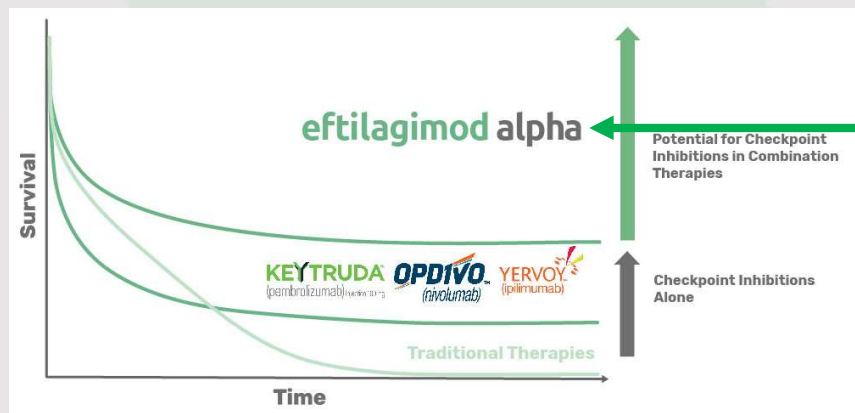 eftilagimod alpha
Potential for Checkpoint
Inhibitions in Combination
Therapies
Survival
KEYTRUDA
(pembrolizumab)
OPDIVO™
(nivolumab)
YERVOY
(ipilimumab)
Checkpoint Inhibitions
Alone
Traditional Therapies
Time